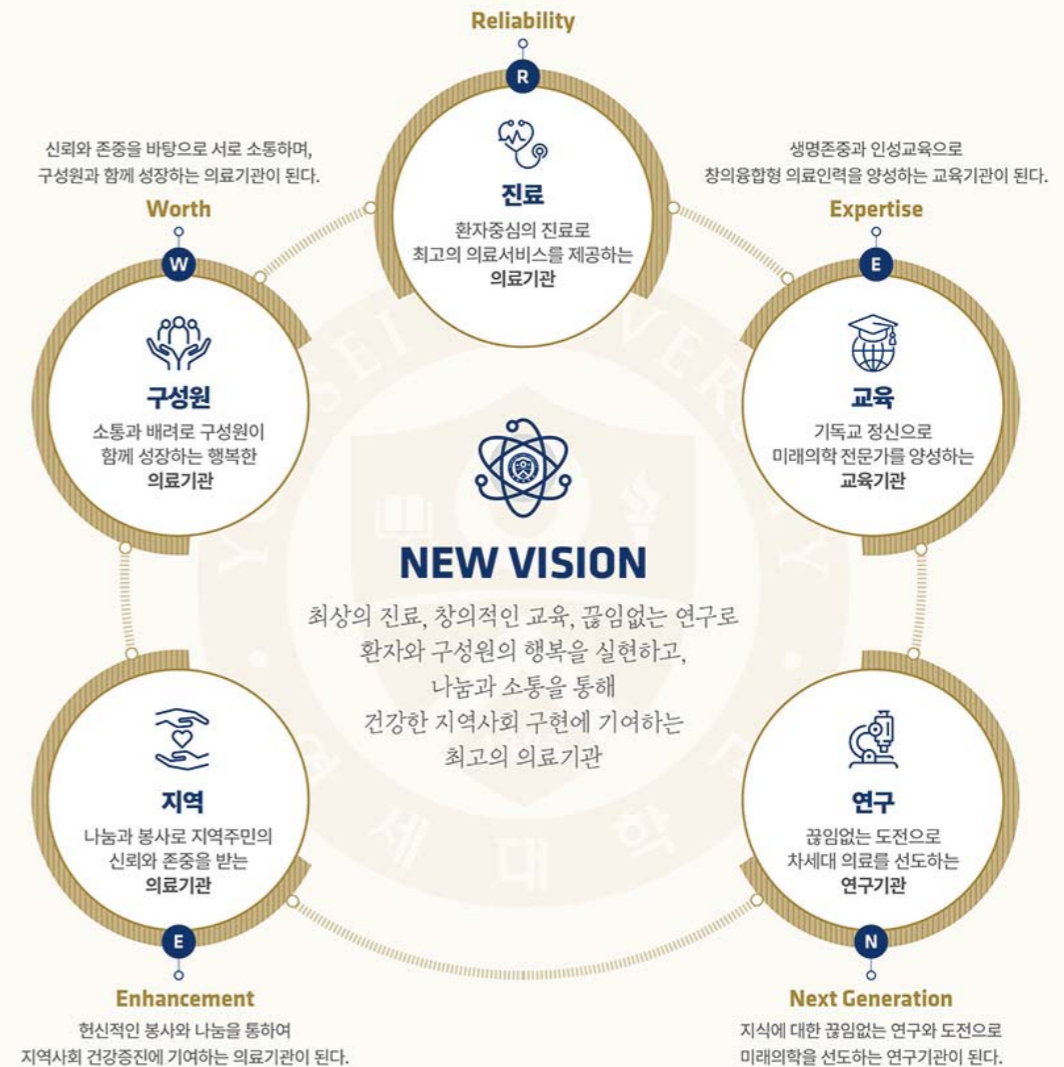 Reliability
R
진료
환자중심의 진료로
최고의 의료서비스를 제공하는
의료기관
신뢰와 존중을 바탕으로 서로 소통하며,
구성원과 함께 성장하는 의료기관이 된다.
Worth
W
구성원
소통과 배려로 구성원이
함께 성장하는 행복한
의료기관
생명존중과 인성교육으로
창의융합형 의료인력을 양성하는 교육기관이 된다.
Expertise
E
교육
기독교 정신으로
미래의학 전문가를 양성하는
교육기관
NEW VISION
최상의 진료, 창의적인 교육, 끊임없는 연구로
환자와 구성원의 행복을 실현하고,
나눔과 소통을 통해
건강한 지역사회 구현에 기여하는
최고의 의료기관
지역
나눔과 봉사로 지역주민의
신뢰와 존중을 받는
의료기관
E
Enhancement
헌신적인 봉사와 나눔을 통하여
지역사회 건강증진에 기여하는 의료기관이 된다.
연구
끊임없는 도전으로
차세대 의료를 선도하는
연구기관
N
Next Generation
지식에 대한 끊임없는 연구와 도전으로
미래의학을 선도하는 연구기관이 된다.